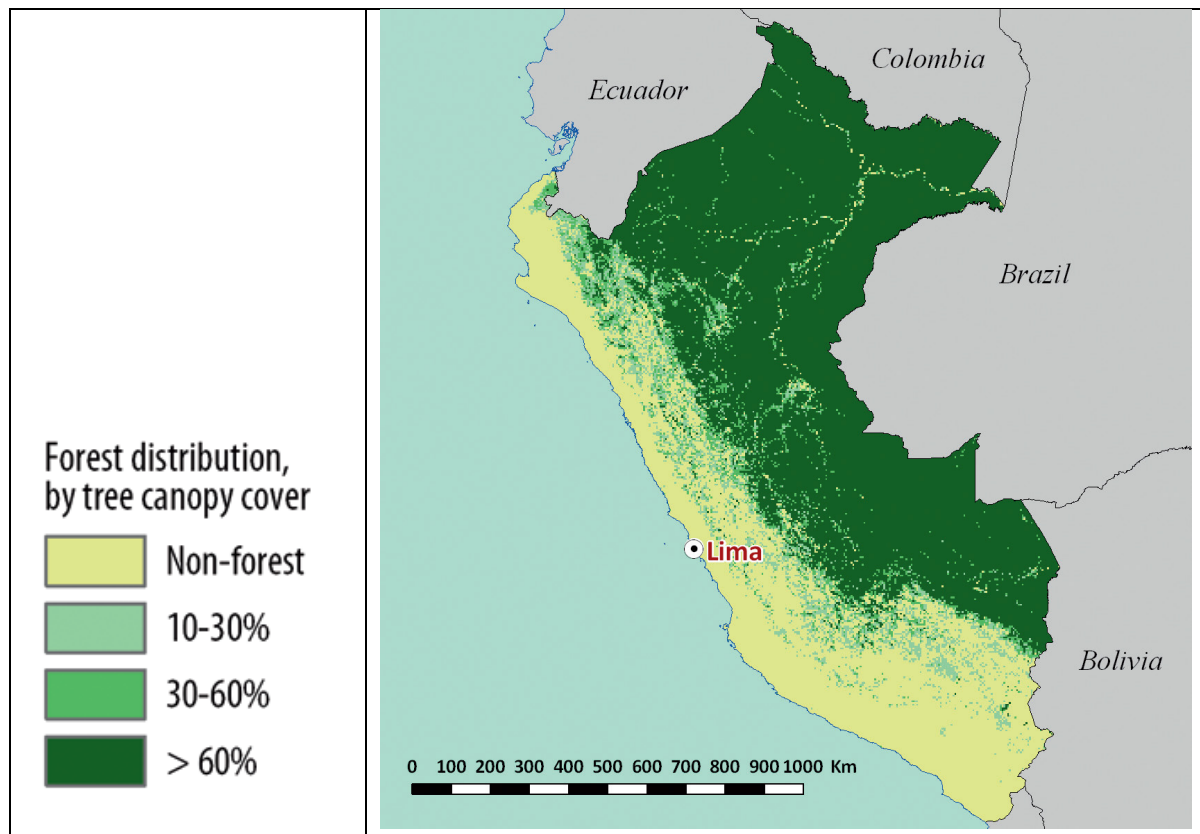 Forest distribution,
by tree canopy cover
Non-forest
10-30%
30-60%
> 60%
Ecuador
Colombia
Brazil
Lima
Bolivia
0 100 200 300 400 500 600 700 800 900 1000 Km